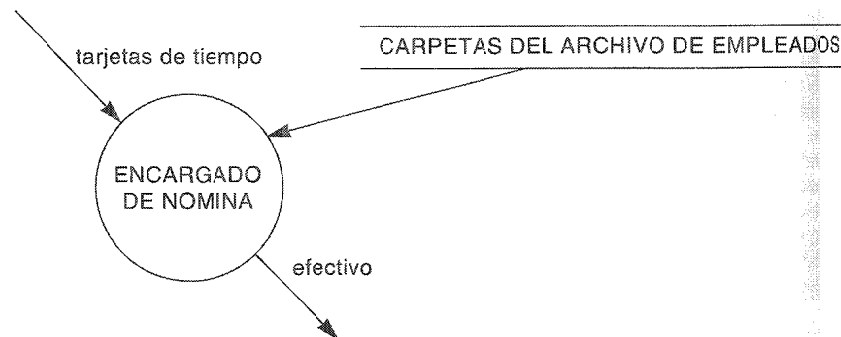 tarjetas de tiempo
CARPETAS DEL ARCHIVO DE EMPLEADOS
ENCARGADO
DE NOMINA
efectivo